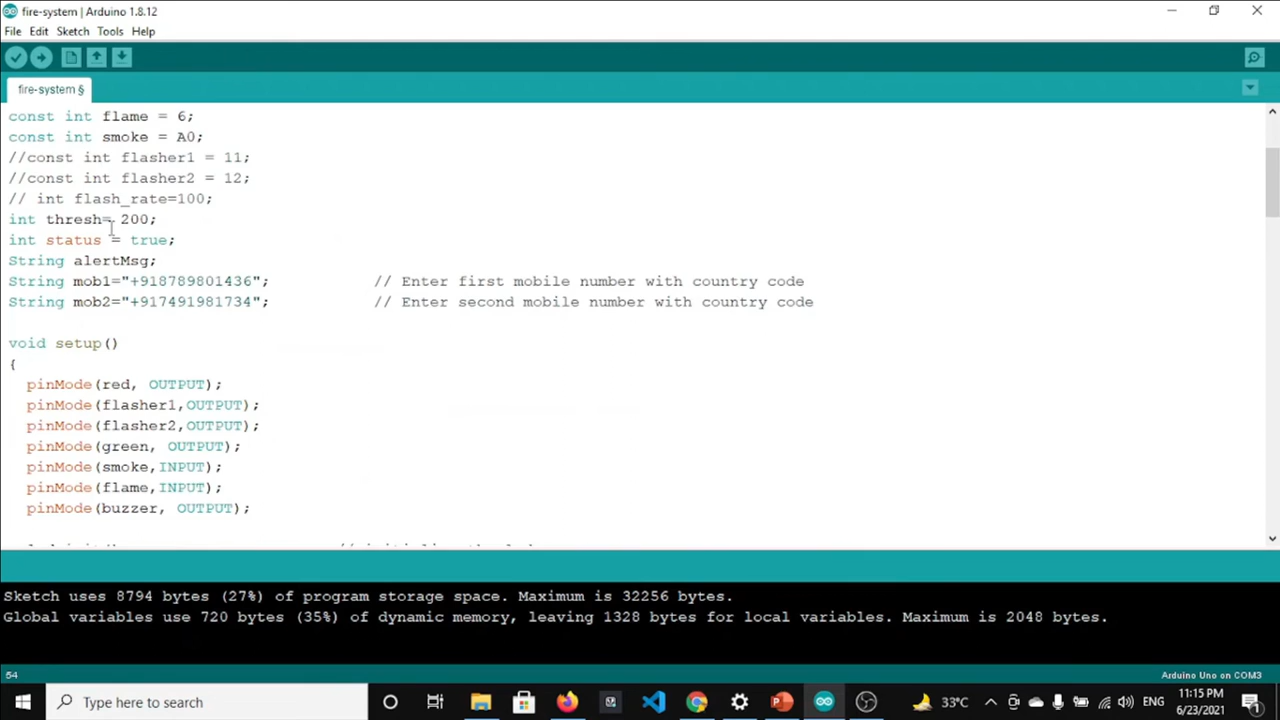 fire-system | Arduino 1.8.12
File Edit Sketch Tools Help
fire-system §
const int flame = 6;
const int smoke = A0;
//const int flasher1 = 11;
//const int flasher2 = 12;
// int flash_rate=100;
int thresh= 200;
int status = true;
String alertMsg;
String mob1="+918789801436"; // Enter first mobile number with country code
String mob2="+917491981734"; // Enter second mobile number with country code
void setup()
{
pinMode(red, OUTPUT);
pinMode(flasher1,OUTPUT);
pinMode(flasher2,OUTPUT);
pinMode(green, OUTPUT);
pinMode(smoke,INPUT);
pinMode(flame,INPUT);
pinMode(buzzer, OUTPUT);
Sketch uses 8794 bytes (27%) of program storage space. Maximum is 32256 bytes.
Global variables use 720 bytes (35%) of dynamic memory, leaving 1328 bytes for local variables. Maximum is 2048 bytes.
54 Arduino Uno on COM3
Type here to search 33°C ENG 11:15 PM
6/23/2021